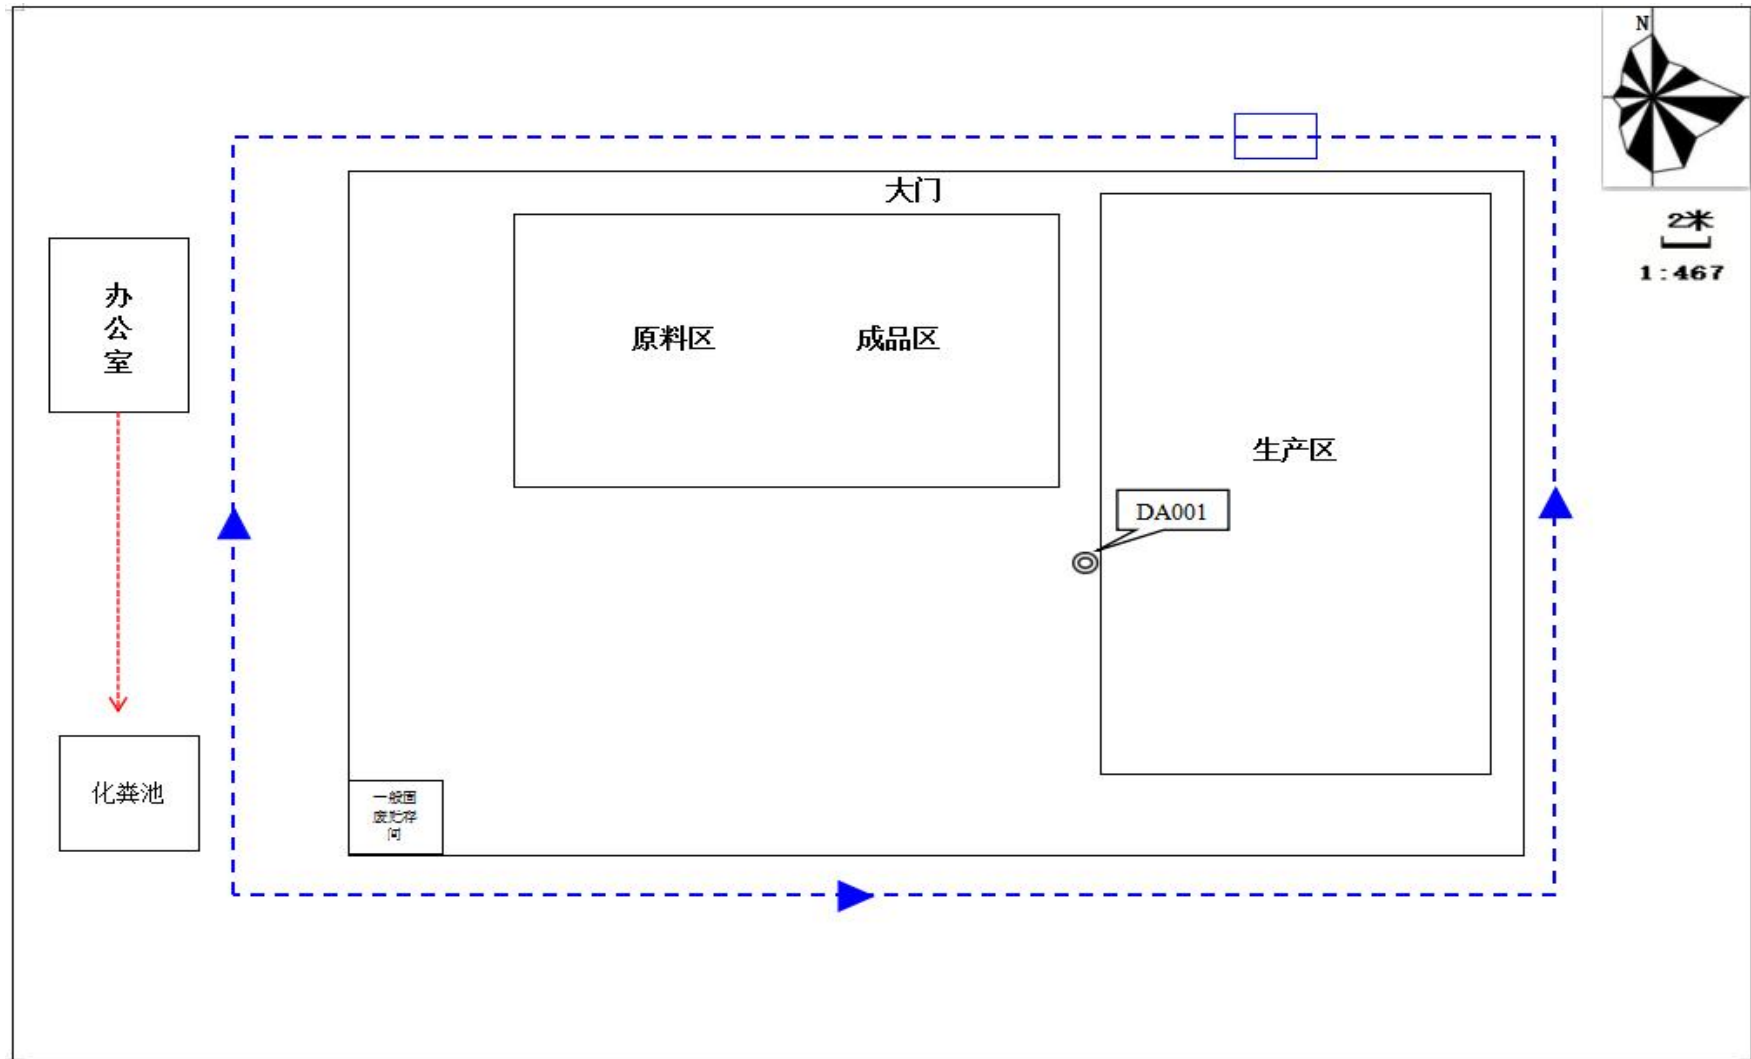 N
大门
2米
1:467
办
公
室
原料区
成品区
生产区
DA001
化粪池
一般固
废贮存
间